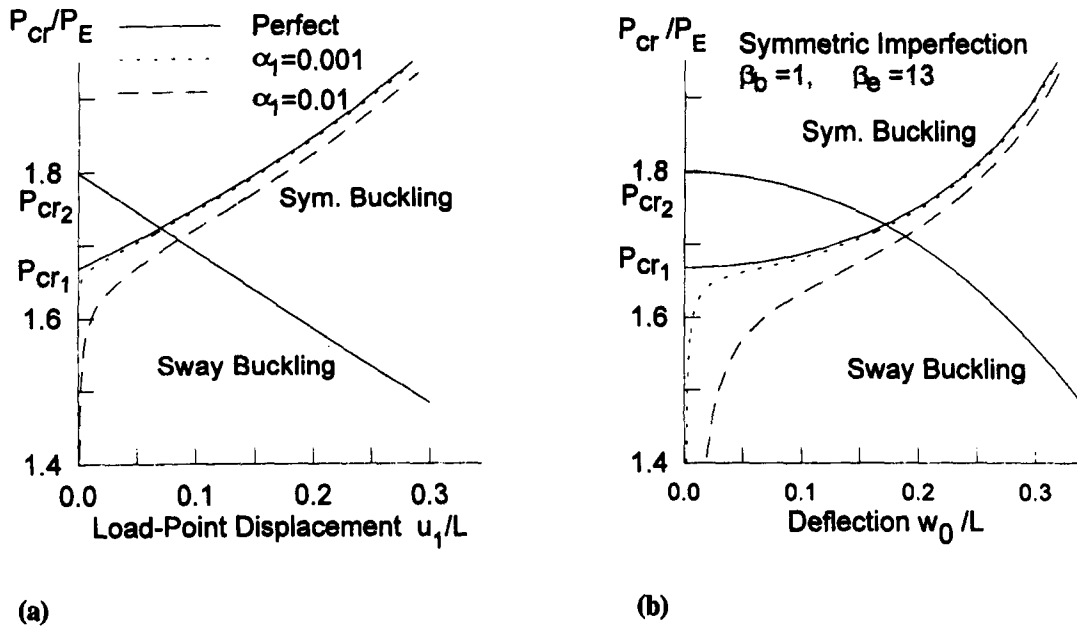 P_cr/P_E
Perfect
α_1=0.001
α_1=0.01
1.8
P_cr2
P_cr1
1.6
1.4
Sym. Buckling
Sway Buckling
0.0 0.1 0.2 0.3
Load-Point Displacement u_1/L
(a)
P_cr/P_E
Symmetric Imperfection
β_b=1, β_e=13
Sym. Buckling
1.8
P_cr2
P_cr1
1.6
1.4
Sway Buckling
0.0 0.1 0.2 0.3
Deflection w_0/L
(b)